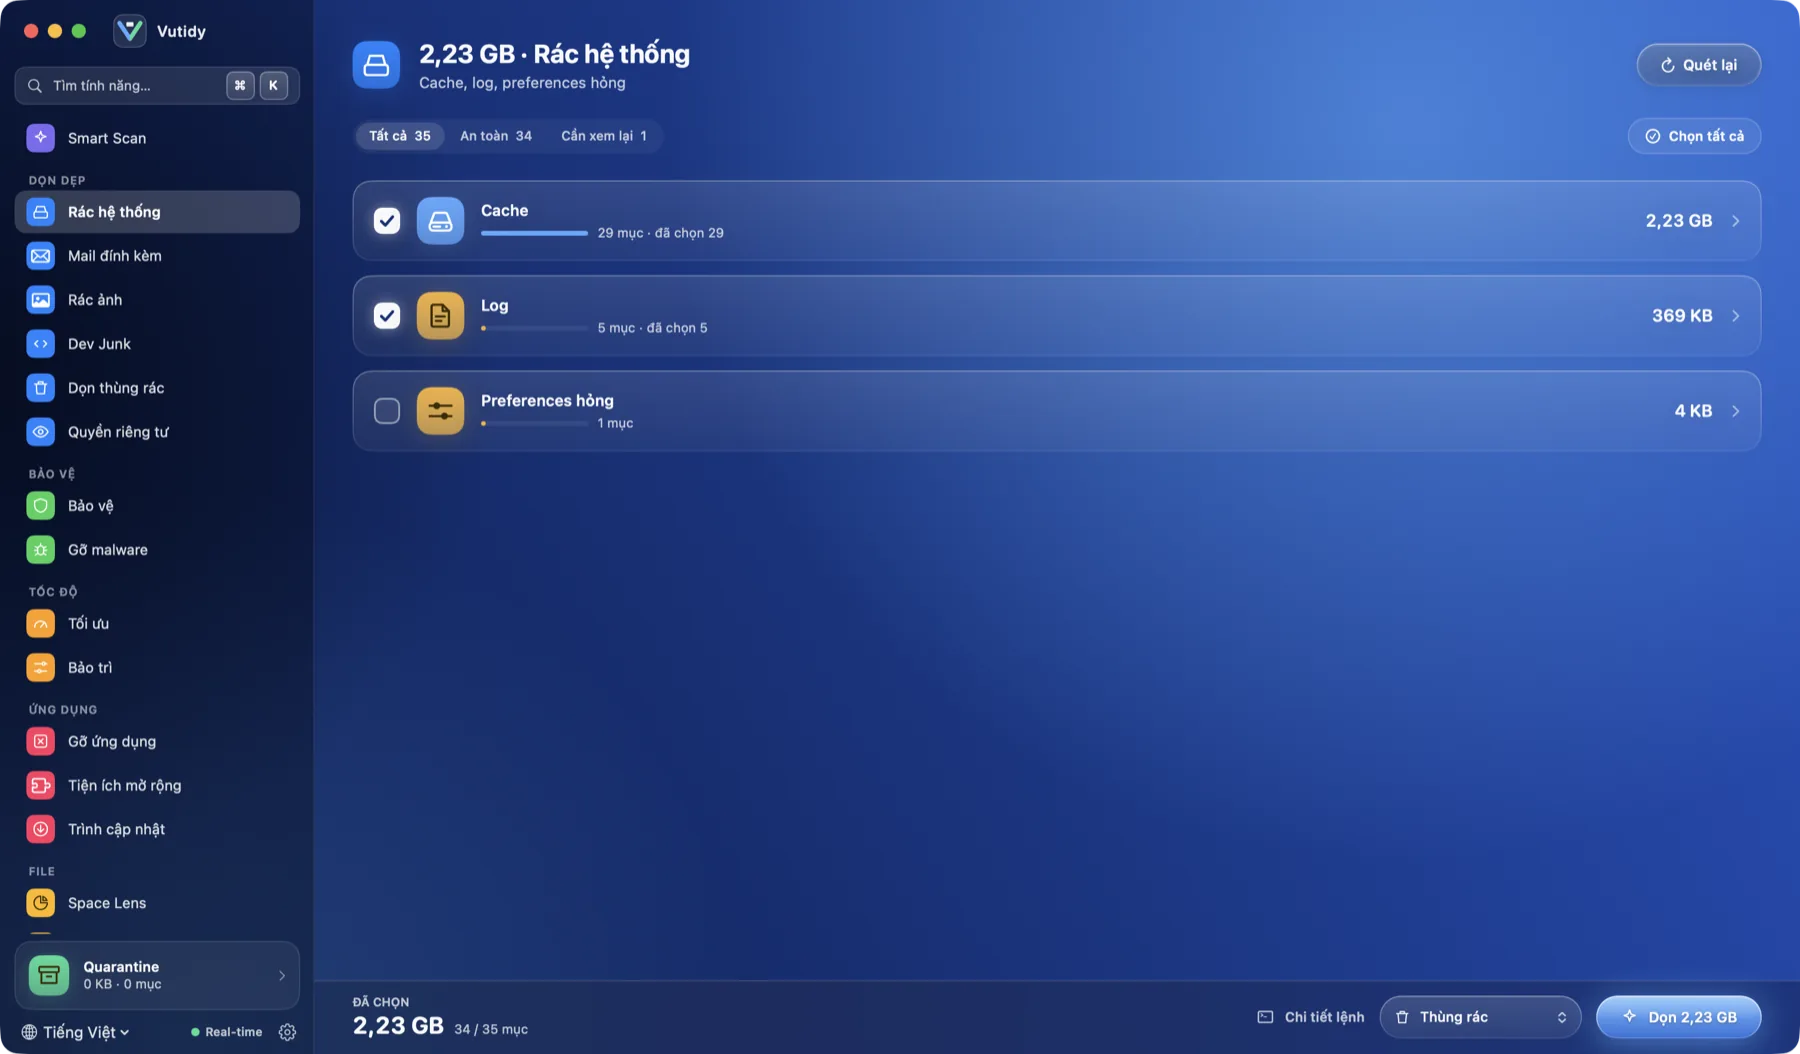 Vutidy
Tìm tính năng...
⌘ K
Smart Scan
DỌN DẸP
Rác hệ thống
Mail đính kèm
Rác ảnh
Dev Junk
Dọn thùng rác
Quyền riêng tư
BẢO VỆ
Bảo vệ
Gỡ malware
TỐC ĐỘ
Tối ưu
Bảo trì
ỨNG DỤNG
Gỡ ứng dụng
Tiện ích mở rộng
Trình cập nhật
FILE
Space Lens
Quarantine
0 KB · 0 mục
Tiếng Việt
Real-time
2,23 GB · Rác hệ thống
Cache, log, preferences hỏng
Quét lại
Tất cả 35 An toàn 34 Cần xem lại 1
Chọn tất cả
Cache
29 mục · đã chọn 29
2,23 GB
Log
5 mục · đã chọn 5
369 KB
Preferences hỏng
1 mục
4 KB
ĐÃ CHỌN
2,23 GB 34 / 35 mục
Chi tiết lệnh
Thùng rác
Dọn 2,23 GB